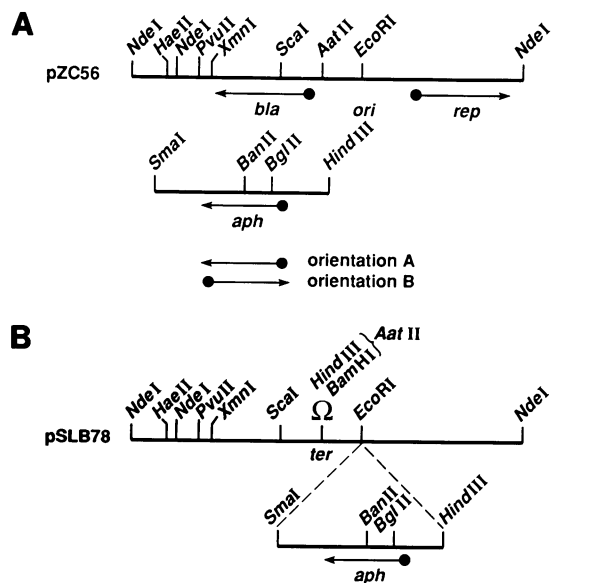 A
NdeI HaeII NdeI PvuII XmnI ScaI AatII EcoRI NdeI
pZC56
bla ori rep
SmaI BanII BglII HindIII
aph
orientation A
orientation B
B
HindIII BamHI } AatII
NdeI HaeII NdeI PvuII XmnI ScaI Ω EcoRI NdeI
pSLB78
ter
SmaI BanII BglII HindIII
aph